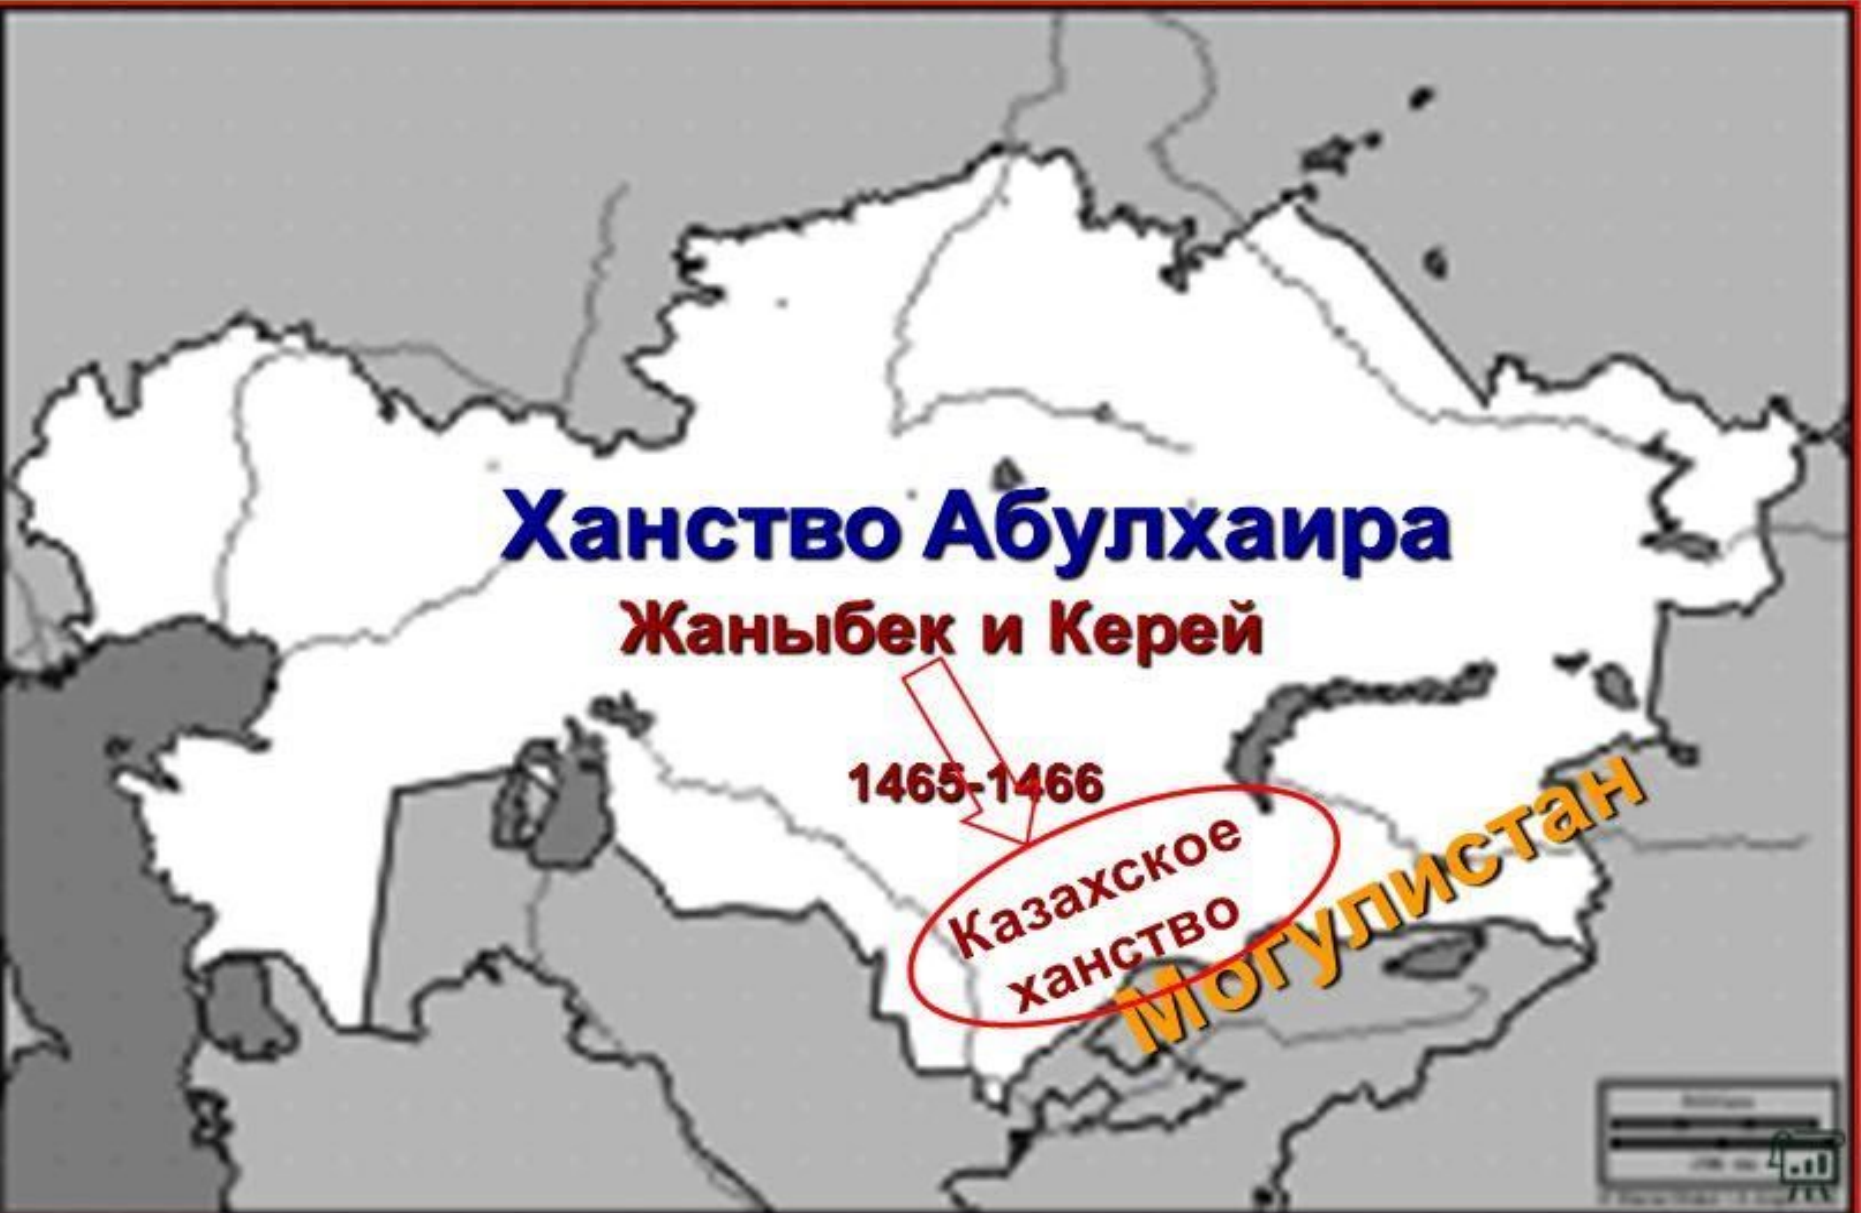 Ханство Абулхаира
Жаныбек и Керей
1465-1466
Казахское
ханство
Могулистан